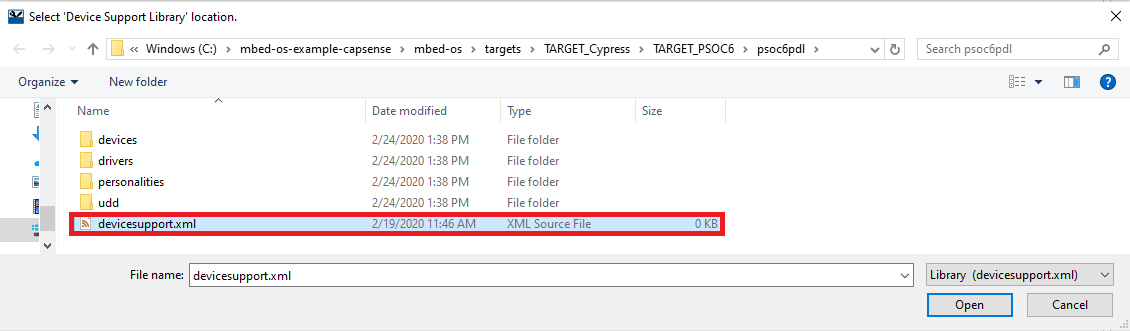 Select 'Device Support Library' location.
« Windows (C:) › mbed-os-example-capsense › mbed-os › targets › TARGET_Cypress › TARGET_PSOC6 › psoc6pdl ›
Search psoc6pdl
Organize
New folder
?
Name Date modified Type Size
devices 2/24/2020 1:38 PM File folder
drivers 2/24/2020 1:38 PM File folder
personalities 2/24/2020 1:38 PM File folder
udd 2/24/2020 1:38 PM File folder
devicesupport.xml 2/19/2020 11:46 AM XML Source File 0 KB
File name: devicesupport.xml Library (devicesupport.xml)
Open Cancel